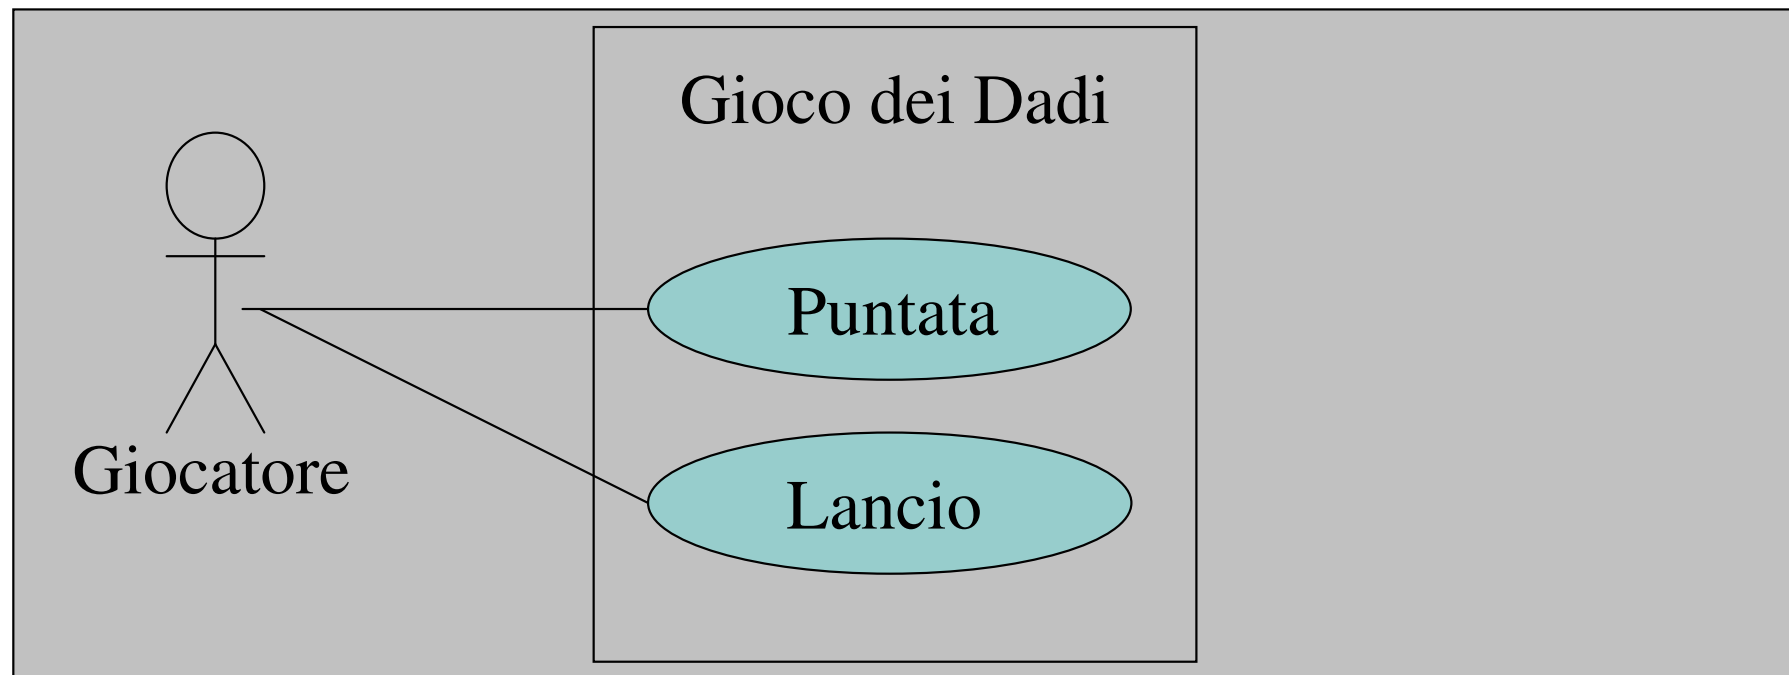 Gioco dei Dadi
Puntata
Lancio
Giocatore